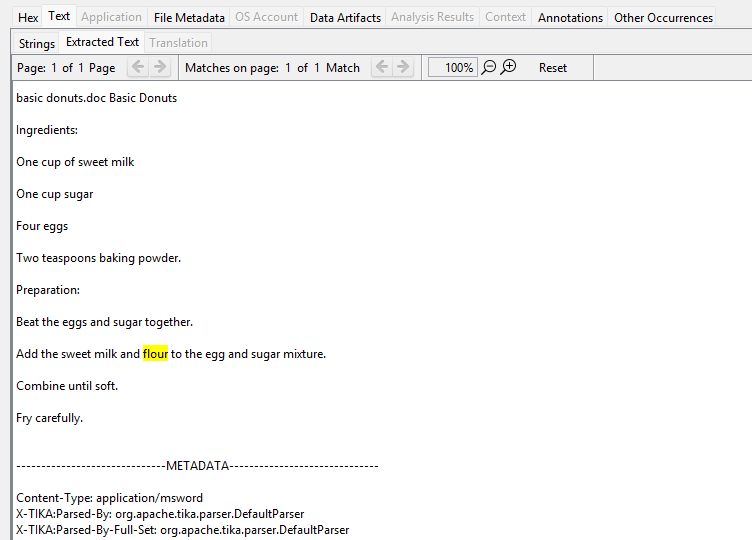 Hex Text Application File Metadata OS Account Data Artifacts Analysis Results Context Annotations Other Occurrences
Strings Extracted Text Translation
Page: 1 of 1 Page Matches on page: 1 of 1 Match 100% Reset
basic donuts.doc Basic Donuts
Ingredients:
One cup of sweet milk
One cup sugar
Four eggs
Two teaspoons baking powder.
Preparation:
Beat the eggs and sugar together.
Add the sweet milk and flour to the egg and sugar mixture.
Combine until soft.
Fry carefully.
------------------------------METADATA------------------------------
Content-Type: application/msword
X-TIKA:Parsed-By: org.apache.tika.parser.DefaultParser
X-TIKA:Parsed-By-Full-Set: org.apache.tika.parser.DefaultParser